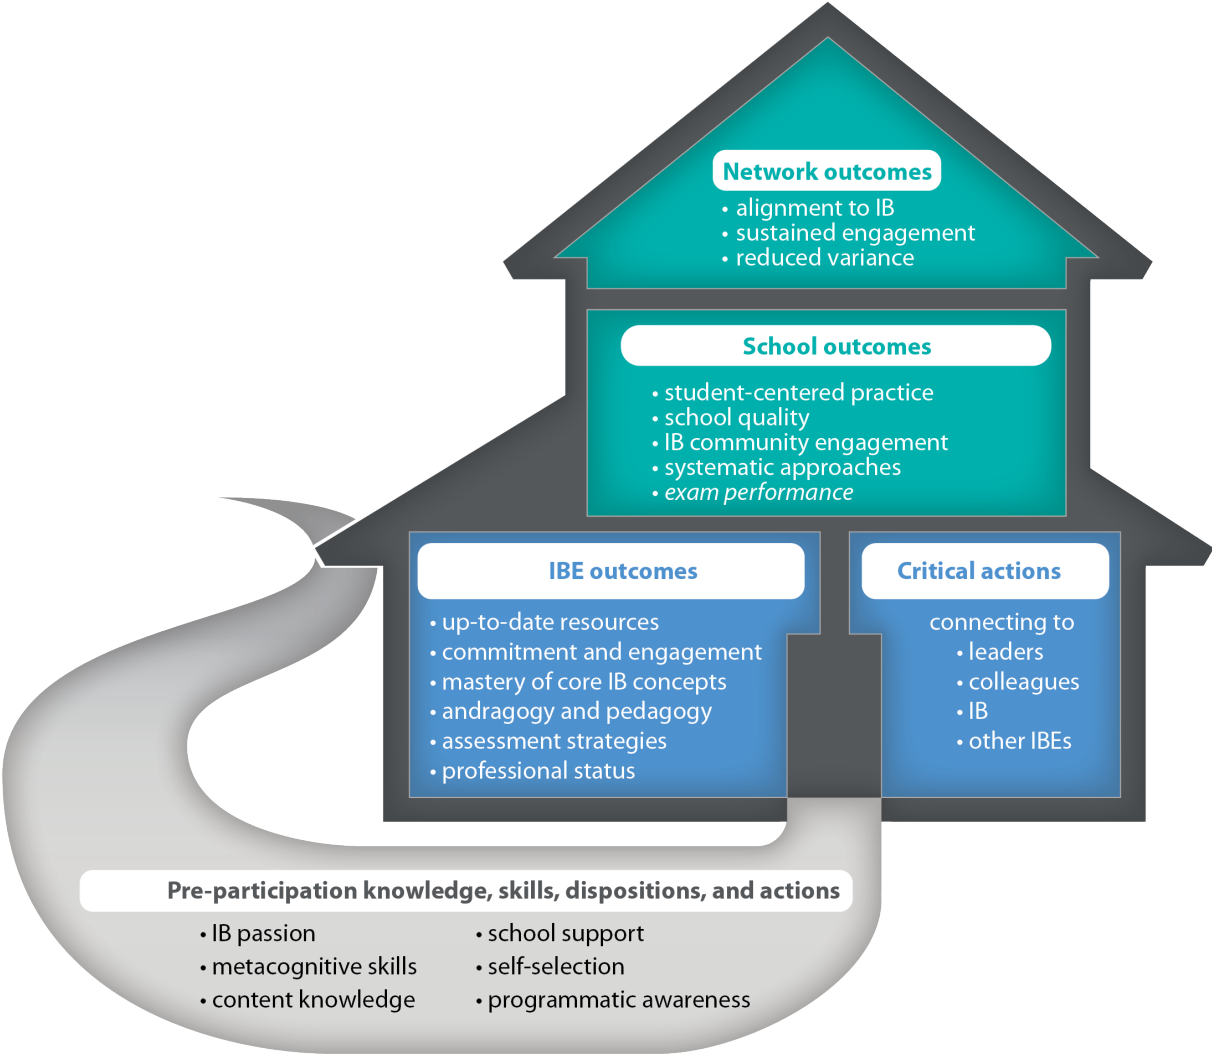 Network outcomes
• alignment to IB
• sustained engagement
• reduced variance
School outcomes
• student-centered practice
• school quality
• IB community engagement
• systematic approaches
• exam performance
IBE outcomes
• up-to-date resources
• commitment and engagement
• mastery of core IB concepts
• andragogy and pedagogy
• assessment strategies
• professional status
Critical actions
connecting to
• leaders
• colleagues
• IB
• other IBEs
Pre-participation knowledge, skills, dispositions, and actions
• IB passion
• metacognitive skills
• content knowledge
• school support
• self-selection
• programmatic awareness